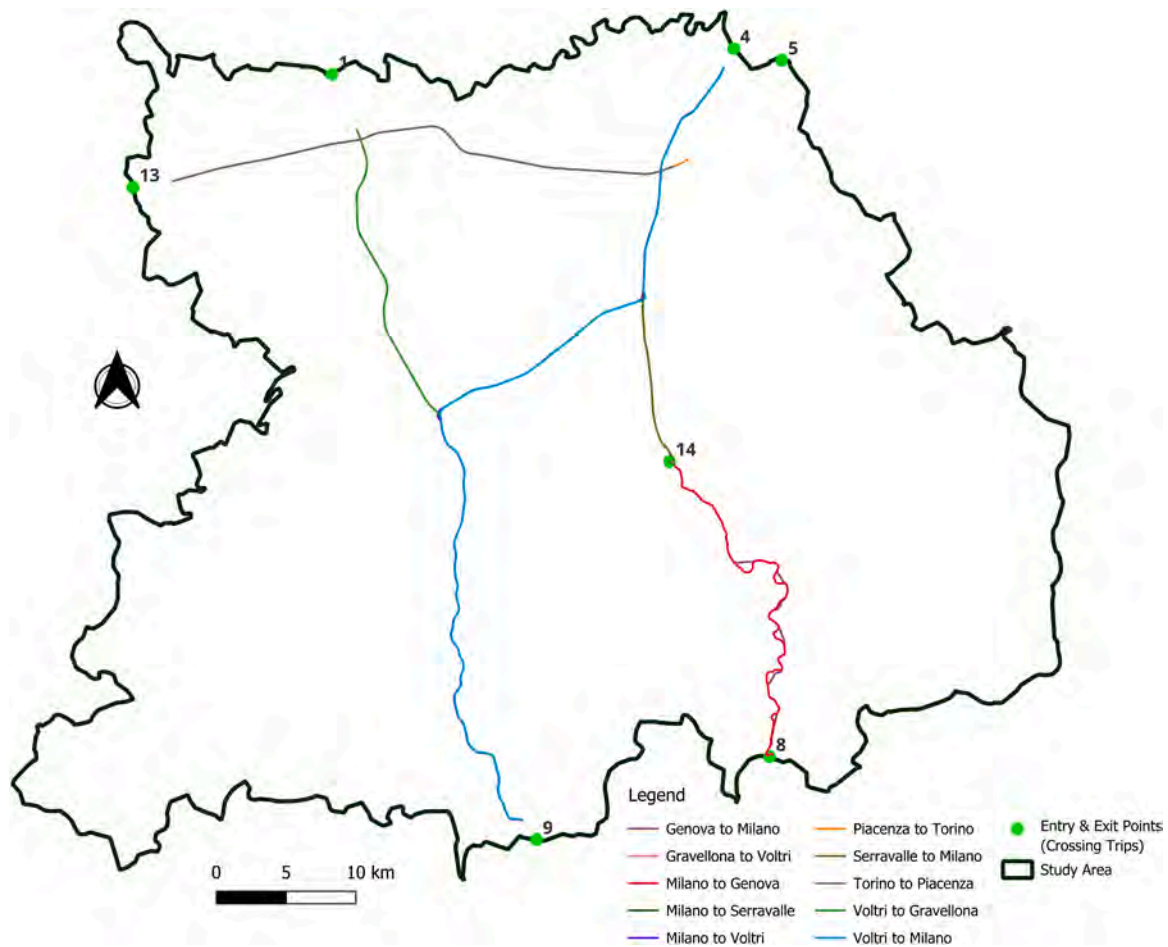 4
5
1
13
14
8
9
0 5 10 km
Legend
Genova to Milano
Gravellona to Voltri
Milano to Genova
Milano to Serravalle
Milano to Voltri
Piacenza to Torino
Serravalle to Milano
Torino to Piacenza
Voltri to Gravellona
Voltri to Milano
Entry & Exit Points
(Crossing Trips)
Study Area